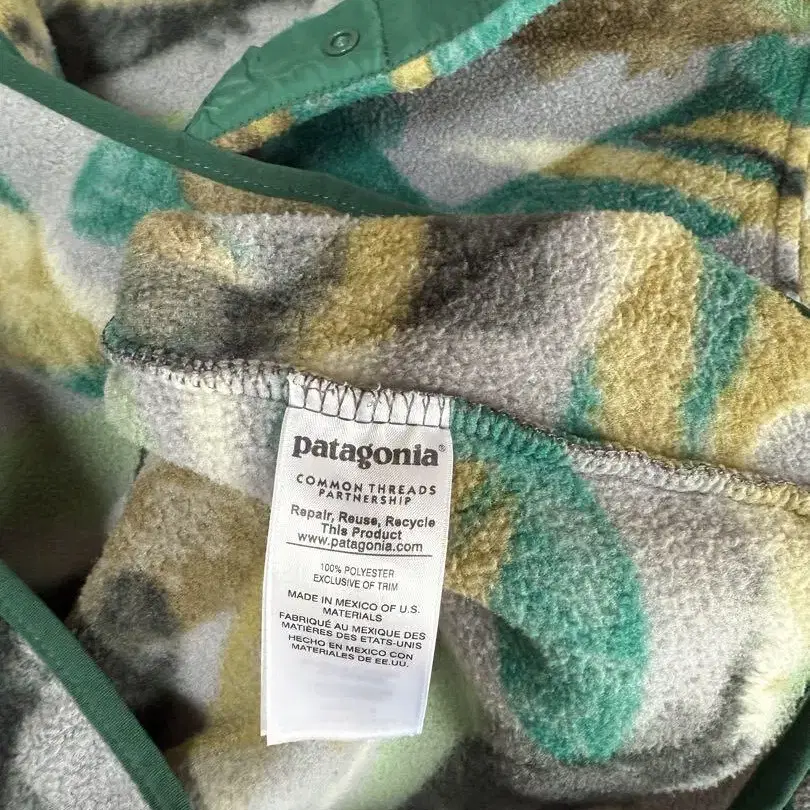 patagonia®
COMMON THREADS
PARTNERSHIP
Repair, Reuse, Recycle
This Product
www.patagonia.com
100% POLYESTER
EXCLUSIVE OF TRIM
MADE IN MEXICO OF U.S.
MATERIALS
FABRIQUÉ AU MEXIQUE DES
MATIÈRES DES ETATS-UNIS
HECHO EN MEXICO CON
MATERIALES DE EE.UU.